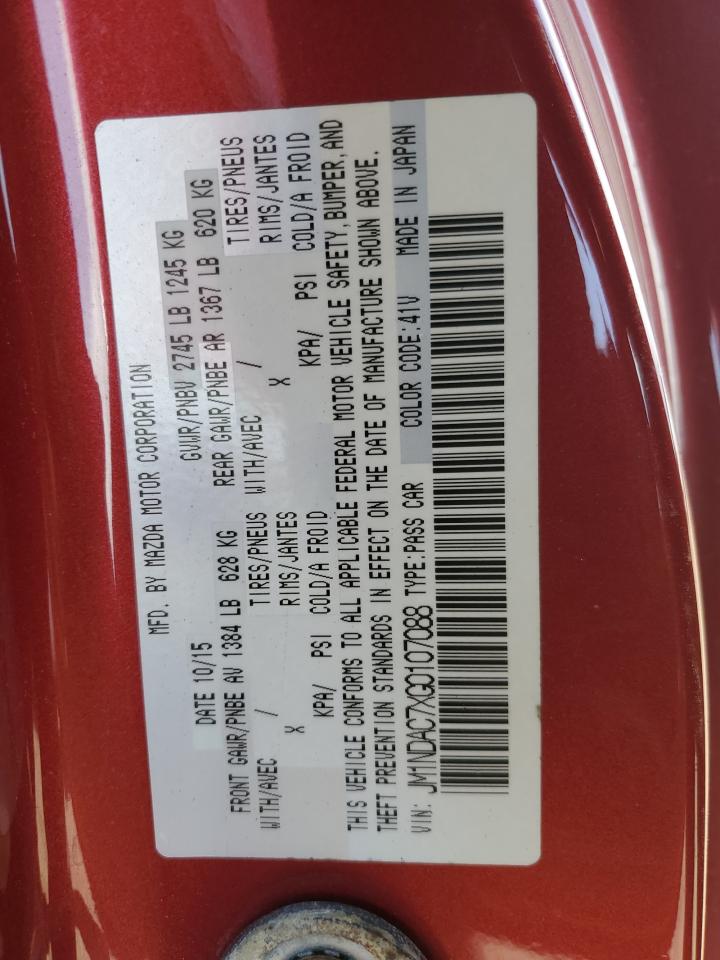 MFD. BY MAZDA MOTOR CORPORATION
DATE 10/15 GVWR/PNBV 2745 LB 1245 KG
FRONT GAWR/PNBE AV 1384 LB 628 KG REAR GAWR/PNBE AR 1367 LB 620 KG
WITH/AVEC / TIRES/PNEUS WITH/AVEC / TIRES/PNEUS
X RIMS/JANTES X RIMS/JANTES
KPA/ PSI COLD/A FROID KPA/ PSI COLD/A FROID
THIS VEHICLE CONFORMS TO ALL APPLICABLE FEDERAL MOTOR VEHICLE SAFETY, BUMPER, AND
THEFT PREVENTION STANDARDS IN EFFECT ON THE DATE OF MANUFACTURE SHOWN ABOVE.
VIN: JM1NDAC7XG0107088 TYPE:PASS CAR COLOR CODE:41V MADE IN JAPAN